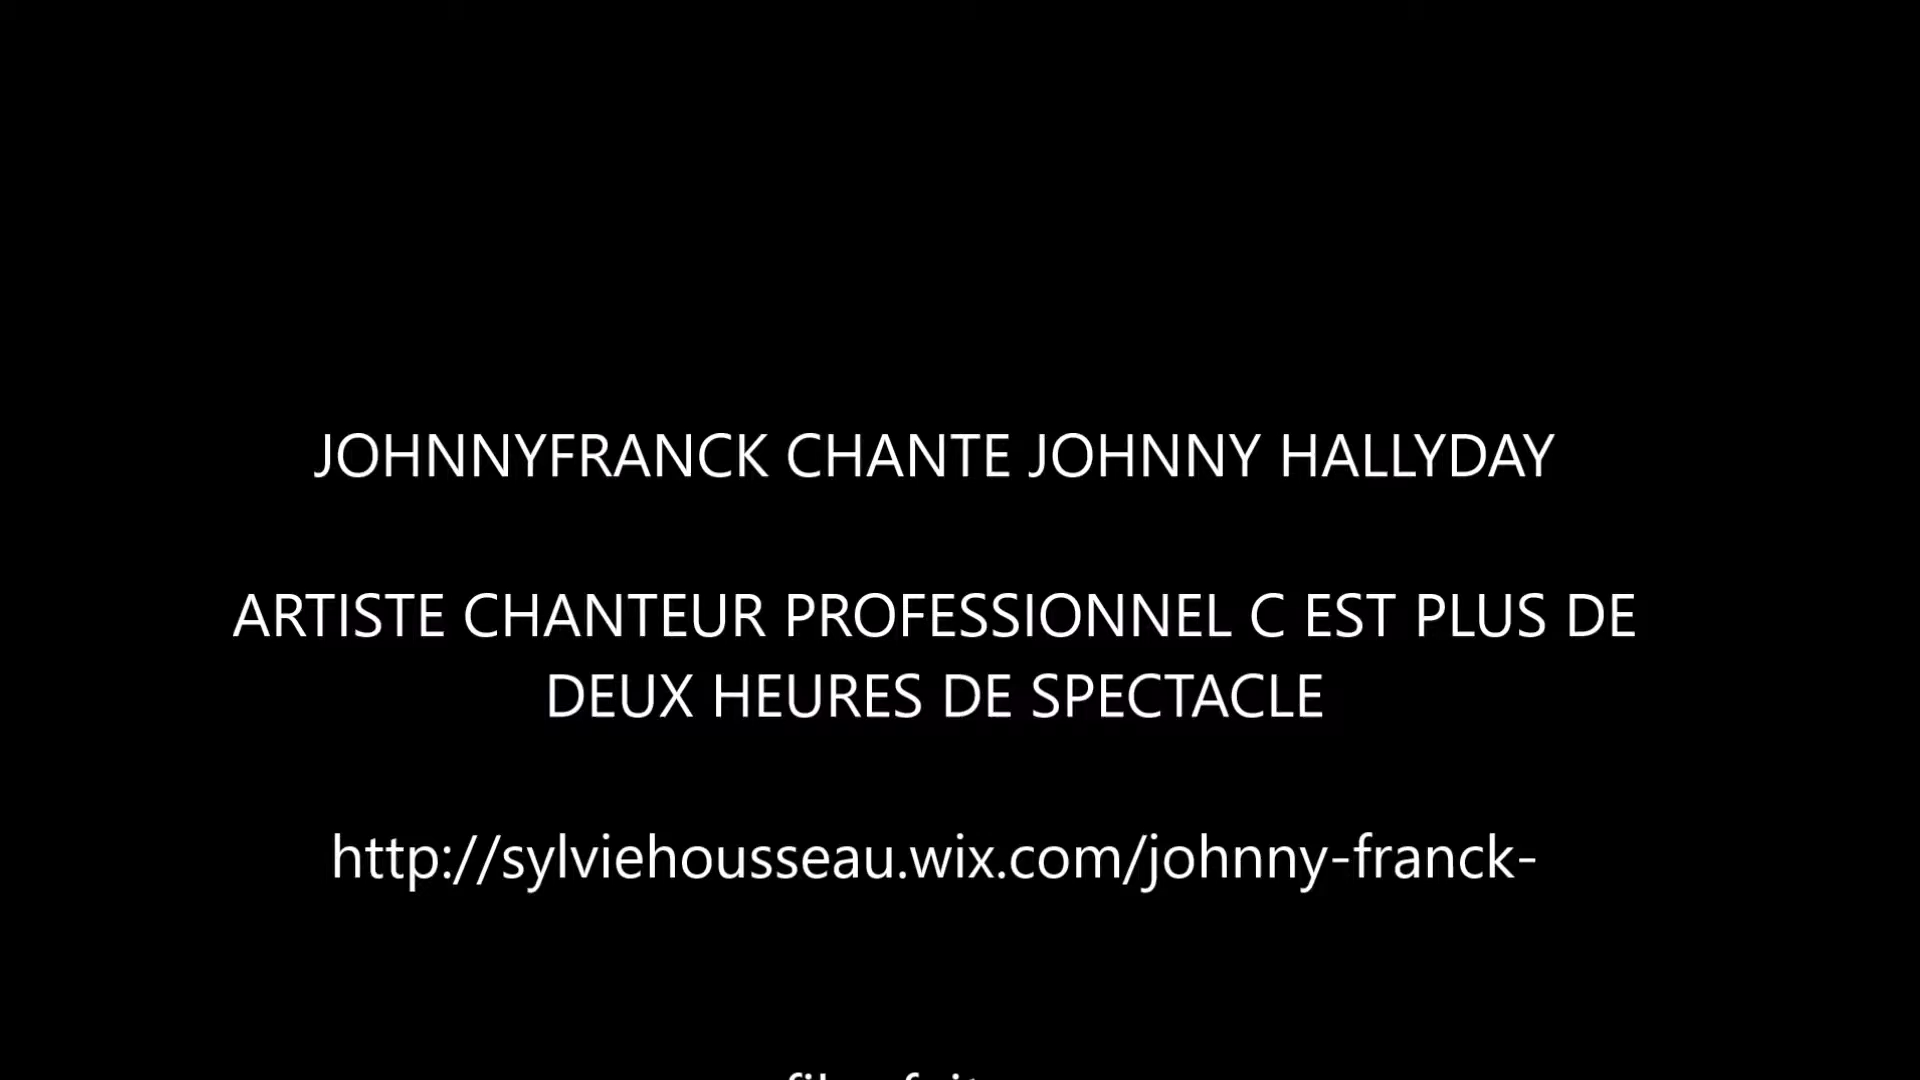 JOHNNYFRANCK CHANTE JOHNNY HALLYDAY
ARTISTE CHANTEUR PROFESSIONNEL C EST PLUS DE
DEUX HEURES DE SPECTACLE
http://sylviehousseau.wix.com/johnny-franck-